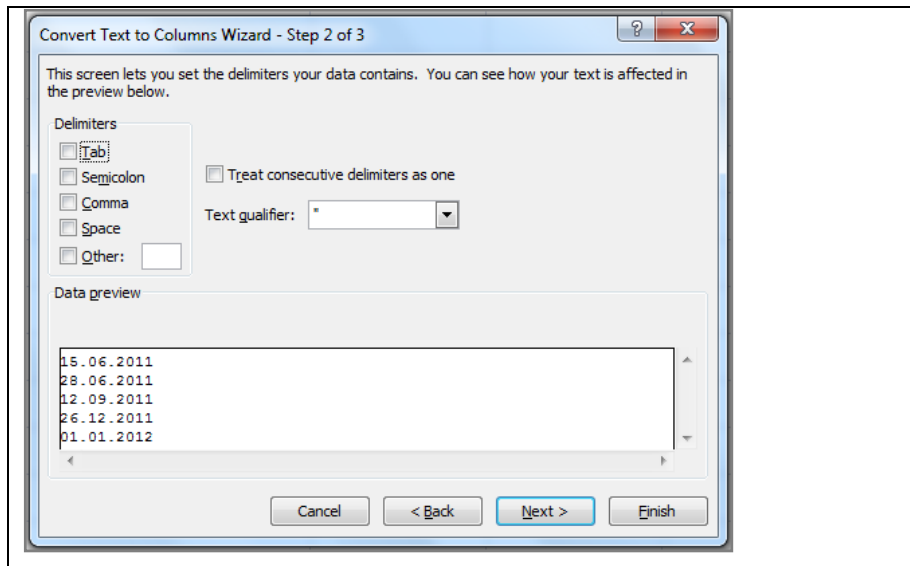 Convert Text to Columns Wizard - Step 2 of 3
This screen lets you set the delimiters your data contains. You can see how your text is affected in
the preview below.
Delimiters
Tab
Semicolon
Comma
Space
Other:
Treat consecutive delimiters as one
Text qualifier: "
Data preview
15.06.2011
28.06.2011
12.09.2011
26.12.2011
01.01.2012
Cancel < Back Next > Finish